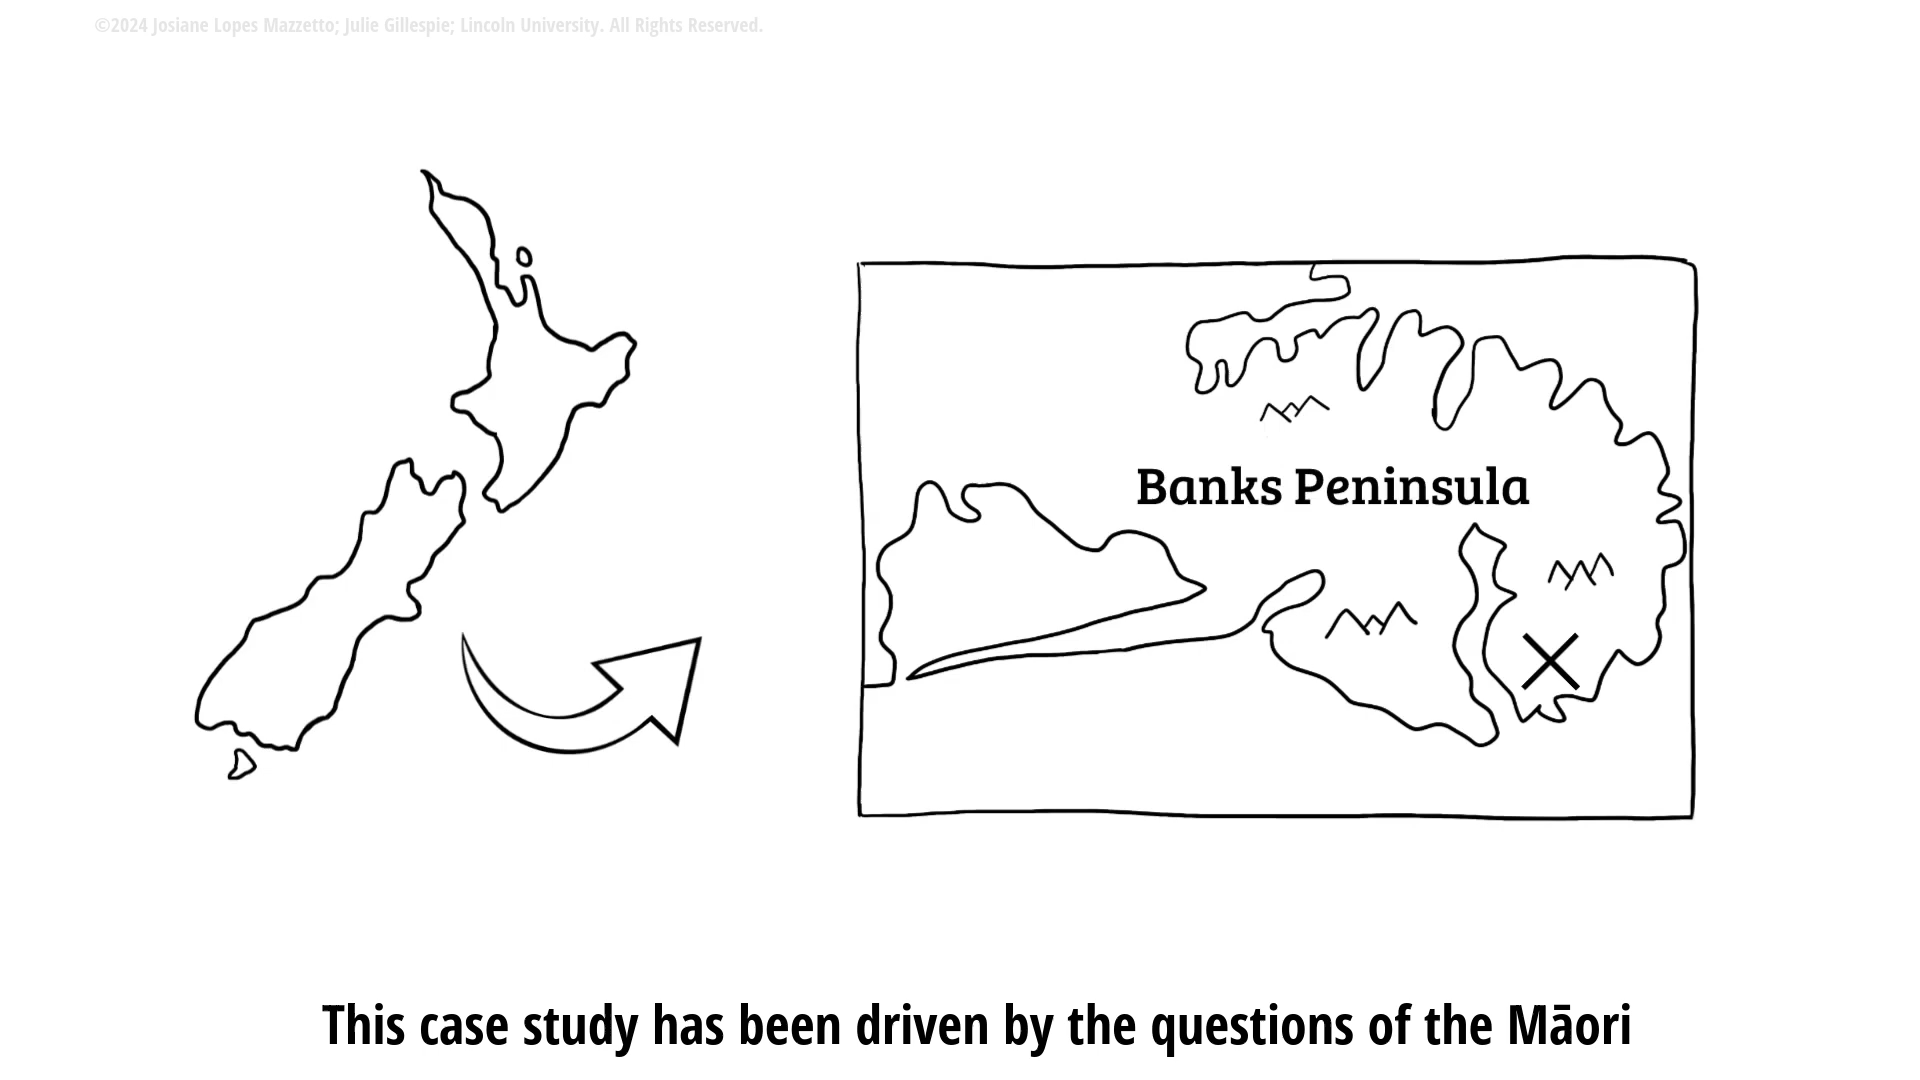 ©2024 Josiane Lopes Mazzetto; Julie Gillespie; Lincoln University. All Rights Reserved.
Banks Peninsula
This case study has been driven by the questions of the Māori